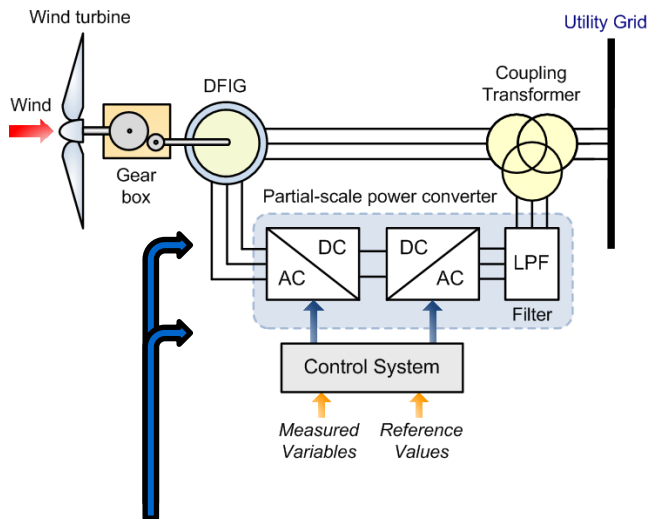 Wind turbine
Utility Grid
DFIG
Coupling
Transformer
Wind
Gear
box
Partial-scale power converter
DC
AC
DC
AC
LPF
Filter
Control System
Measured
Variables
Reference
Values